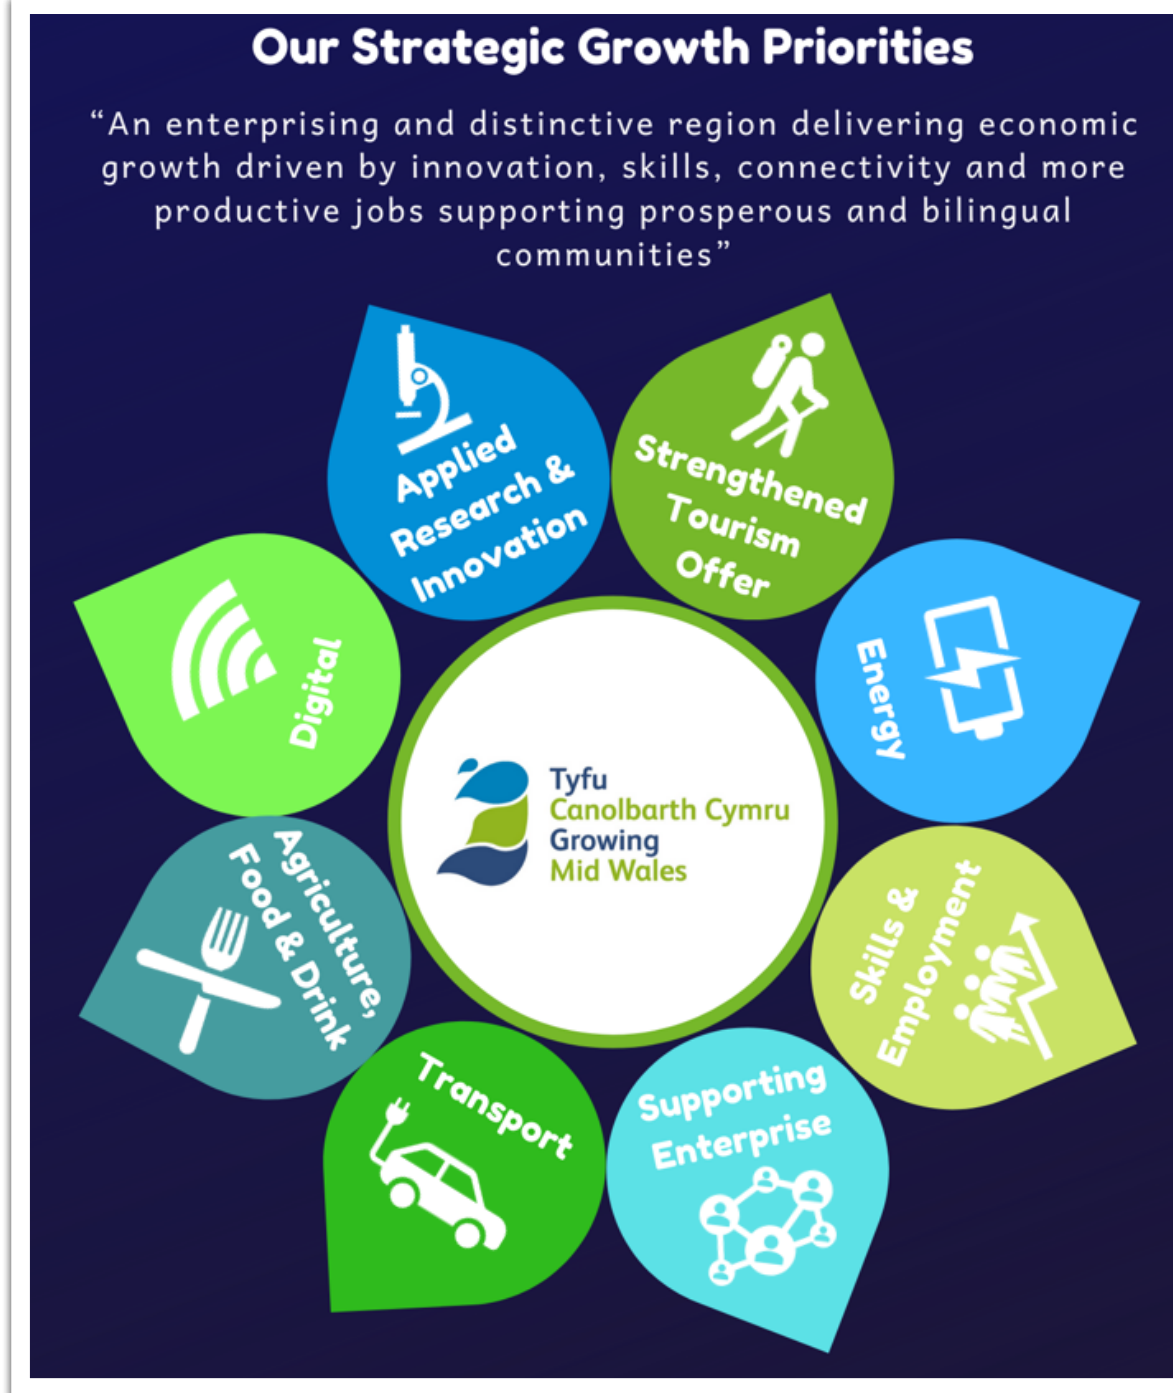 Our Strategic Growth Priorities
“An enterprising and distinctive region delivering economic
growth driven by innovation, skills, connectivity and more
productive jobs supporting prosperous and bilingual
communities”
Applied
Research &
Innovation
Strengthened
Tourism
Offer
Digital
Energy
Tyfu
Canolbarth Cymru
Growing
Mid Wales
Agriculture,
Food & Drink
Skills &
Employment
Transport
Supporting
Enterprise